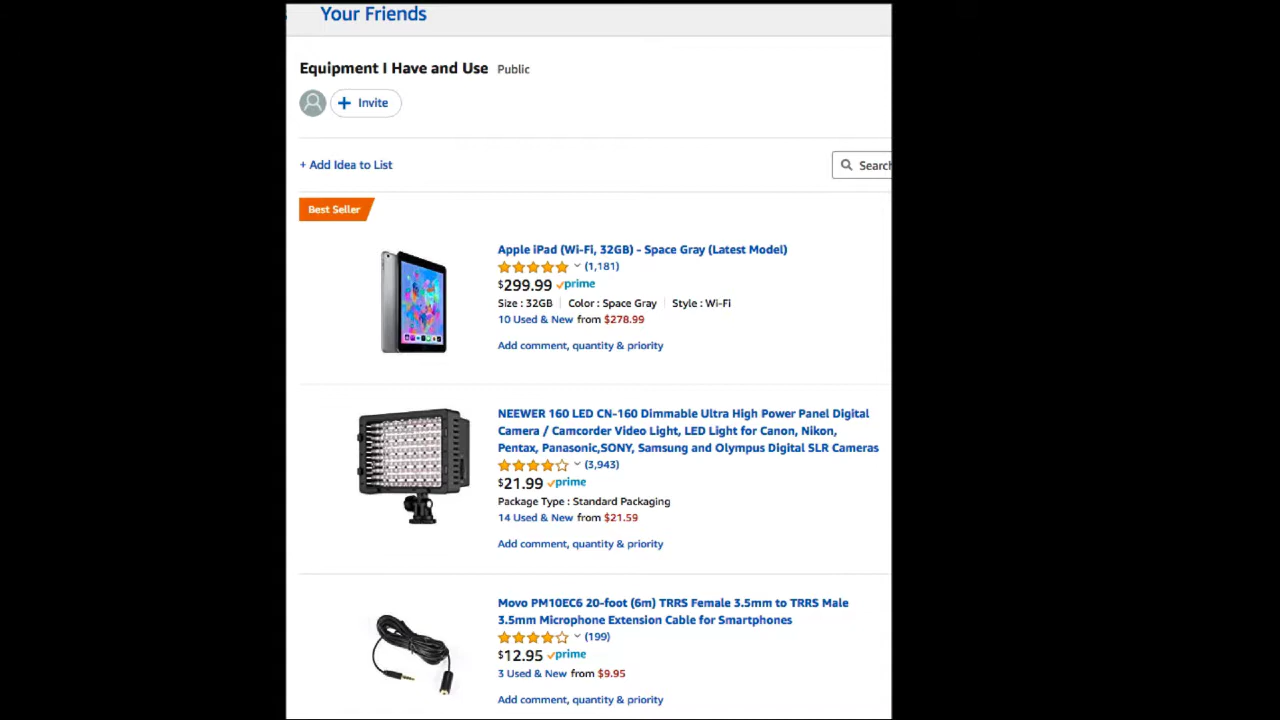 Your Friends
Equipment I Have and Use Public
+ Invite
+ Add Idea to List
Search
Best Seller
Apple iPad (Wi-Fi, 32GB) - Space Gray (Latest Model)
(1,181)
$299.99 prime
Size : 32GB Color : Space Gray Style : Wi-Fi
10 Used & New from $278.99
Add comment, quantity & priority
NEEWER 160 LED CN-160 Dimmable Ultra High Power Panel Digital
Camera / Camcorder Video Light, LED Light for Canon, Nikon,
Pentax, Panasonic,SONY, Samsung and Olympus Digital SLR Cameras
(3,943)
$21.99 prime
Package Type : Standard Packaging
14 Used & New from $21.59
Add comment, quantity & priority
Movo PM10EC6 20-foot (6m) TRRS Female 3.5mm to TRRS Male
3.5mm Microphone Extension Cable for Smartphones
(199)
$12.95 prime
3 Used & New from $9.95
Add comment, quantity & priority